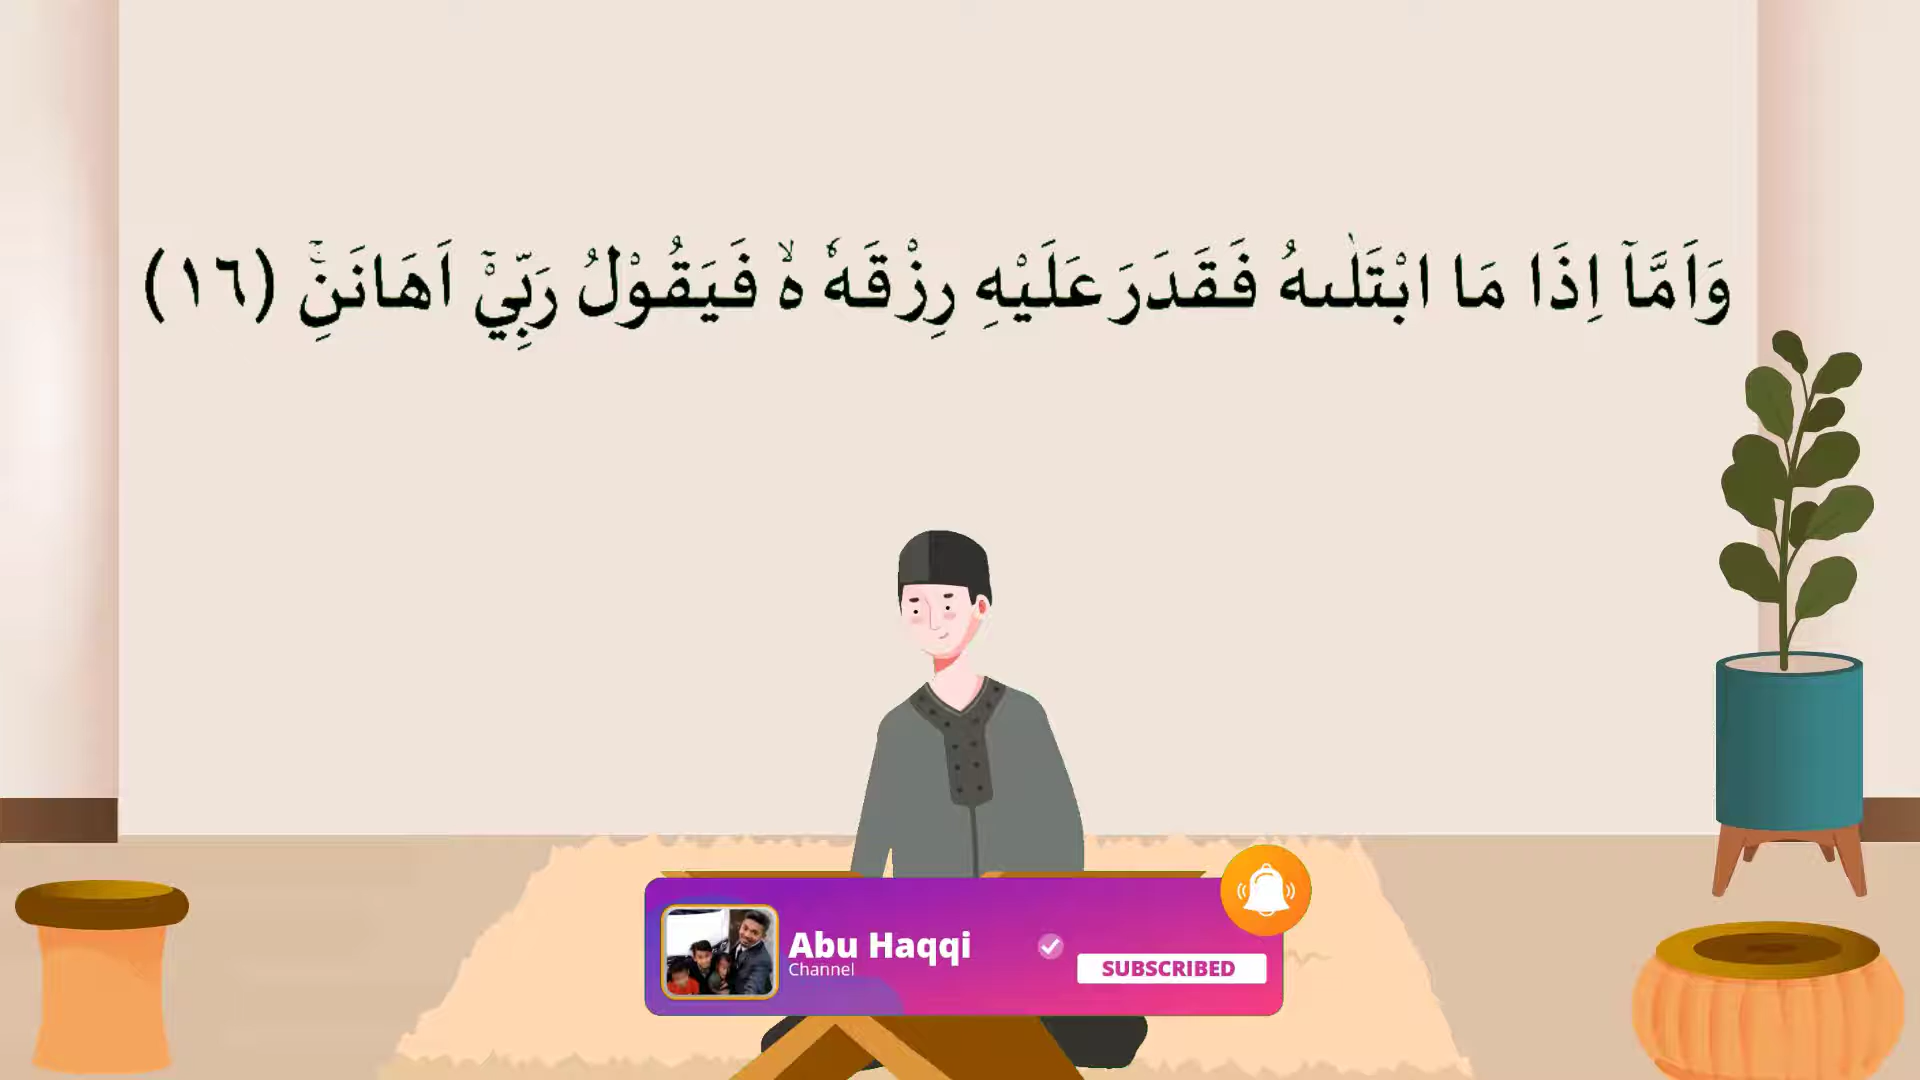 وَاَمَّآ اِذَا مَا ابْتَلٰىهُ فَقَدَرَ عَلَيْهِ رِزْقَهٗ ەۙ فَيَقُوْلُ رَبِّيْٓ اَهَانَنِۚ (١٦)
Abu Haqqi
Channel
SUBSCRIBED